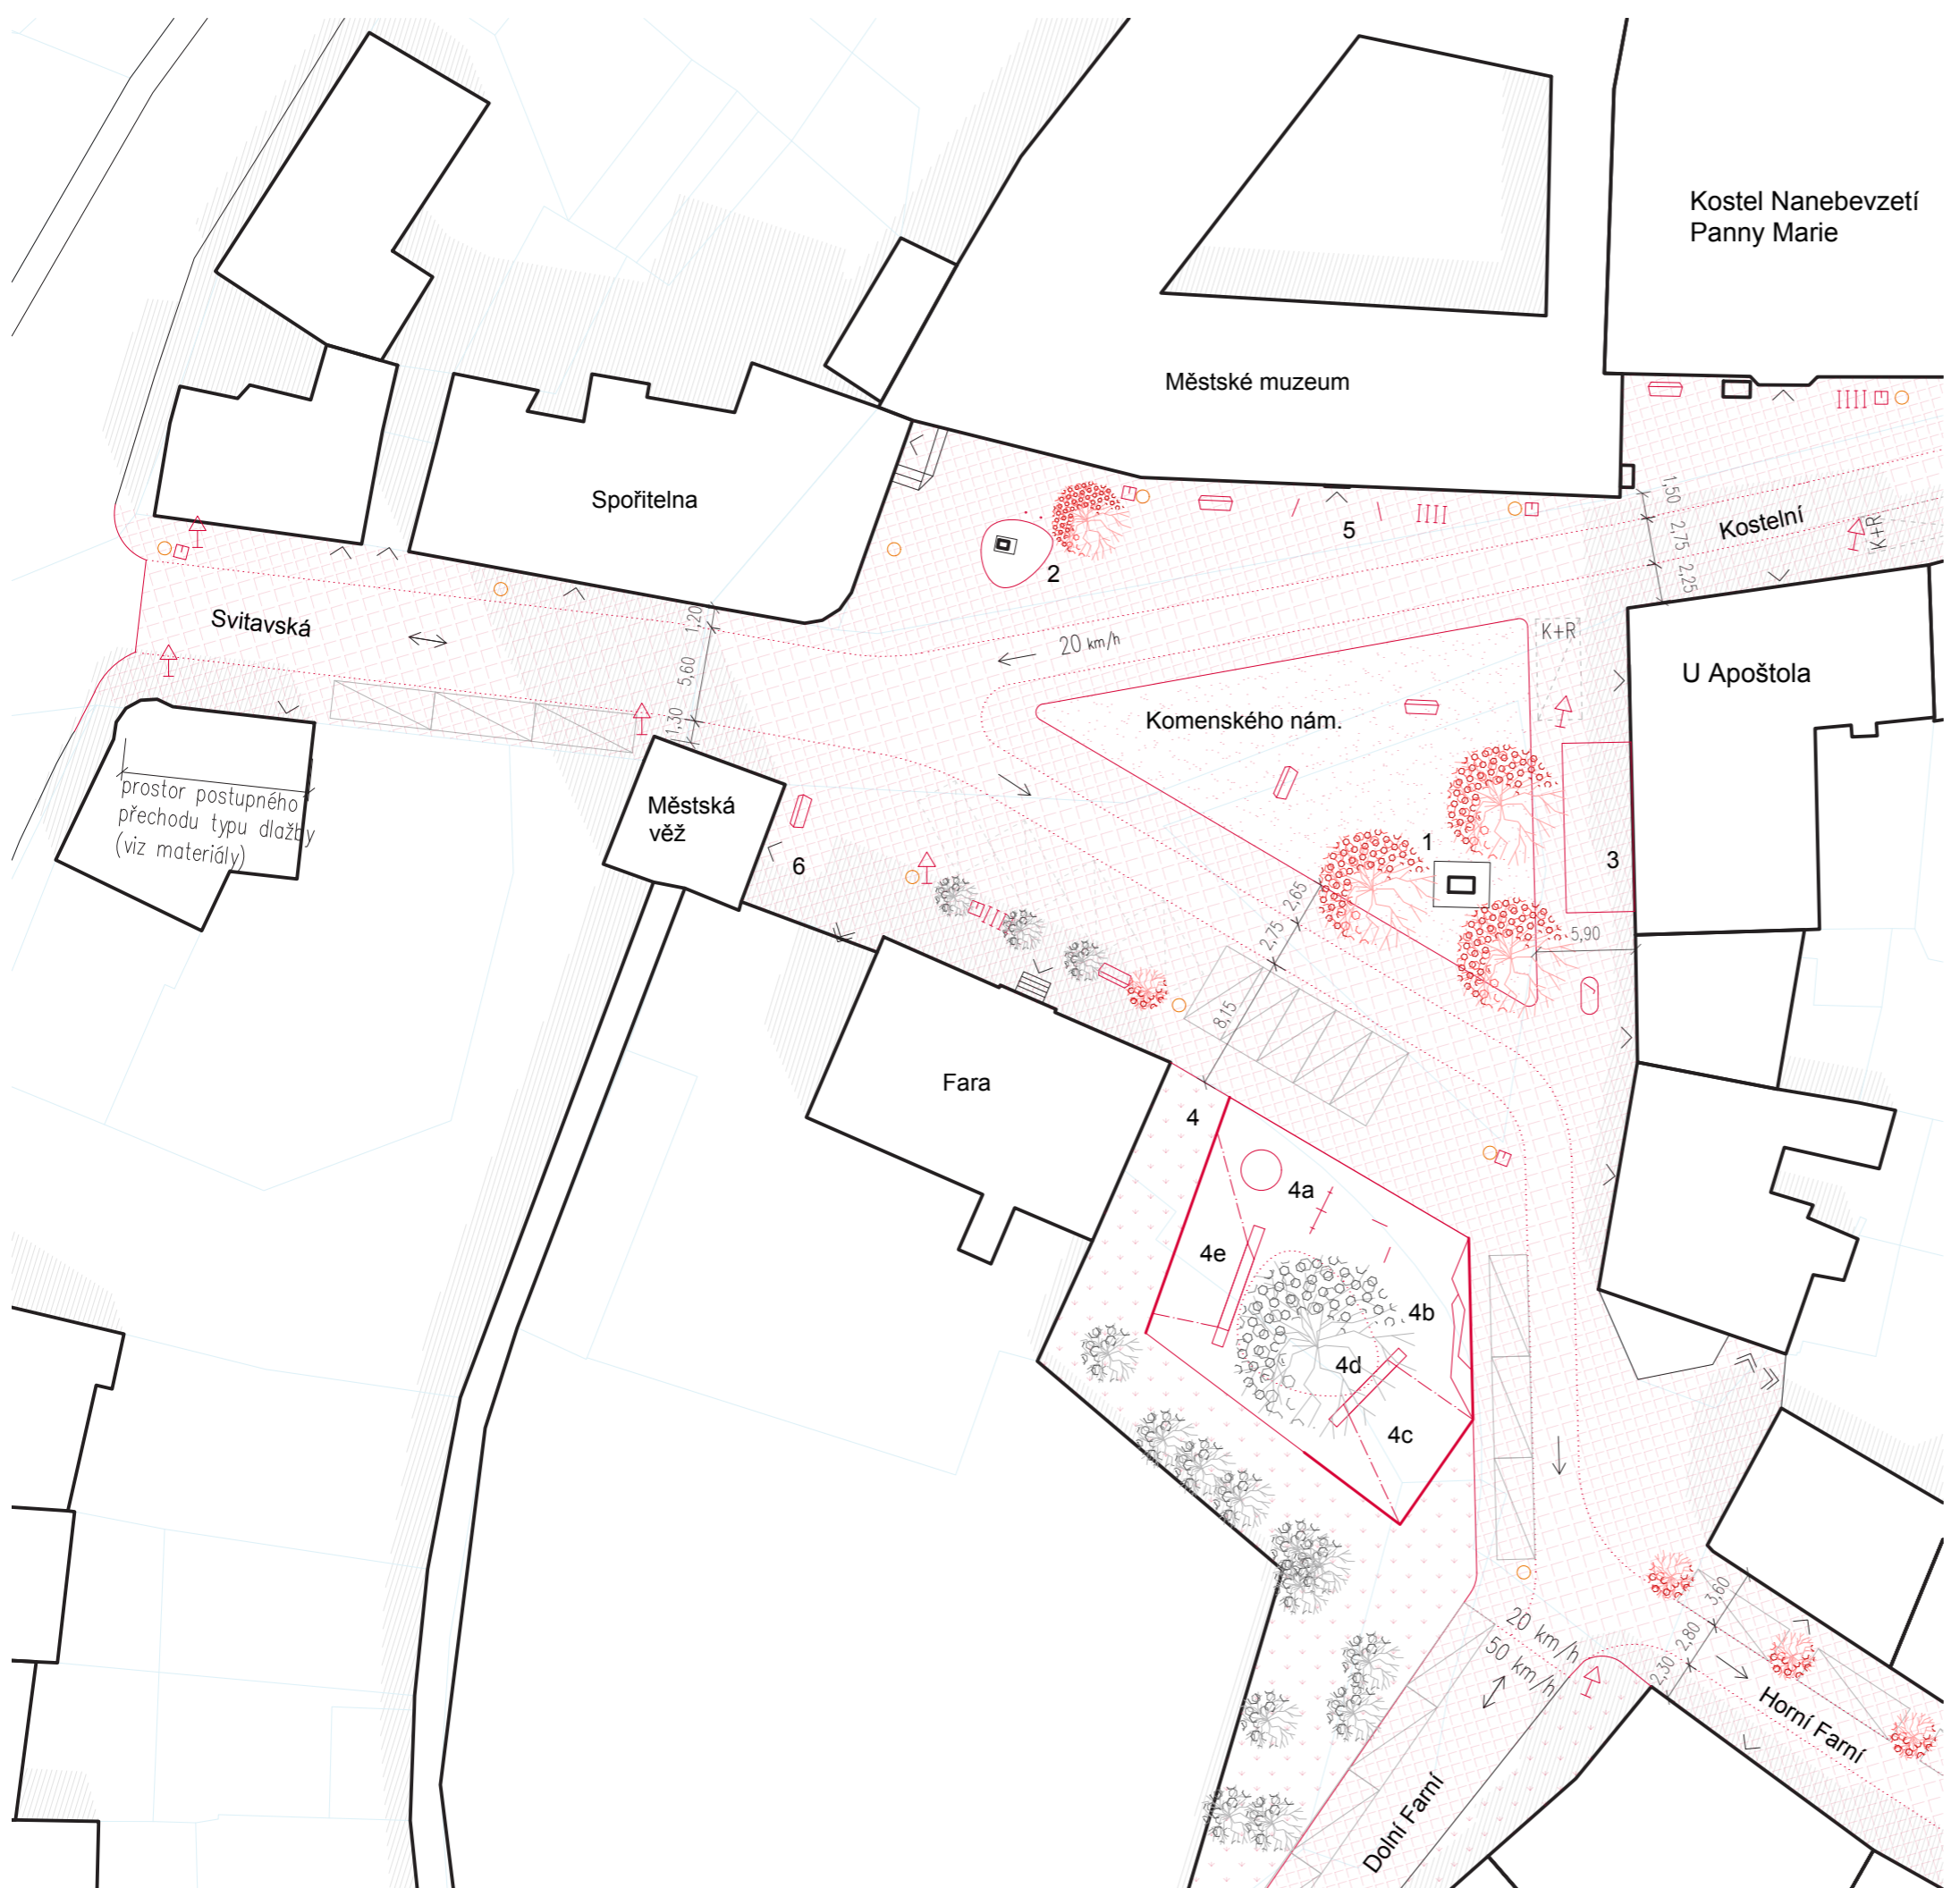 Kostel Nanebevzetí
Panny Marie
Městské muzeum
Spořitelna
5
1,50
2,75
2,25
Kostelní
K+R
2
Svitavská
1,20
5,60
1,30
20 km/h
K+R
U Apoštola
Komenského nám.
prostor postupného
přechodu typu dlažby
(viz materiály)
Městská
věž
6
1
3
2,65
2,75
8,15
5,90
Fara
4
4a
4e
4b
4d
4c
20 km/h
50 km/h
3,60
2,80
2,30
Horní Farní
Dolní Farní